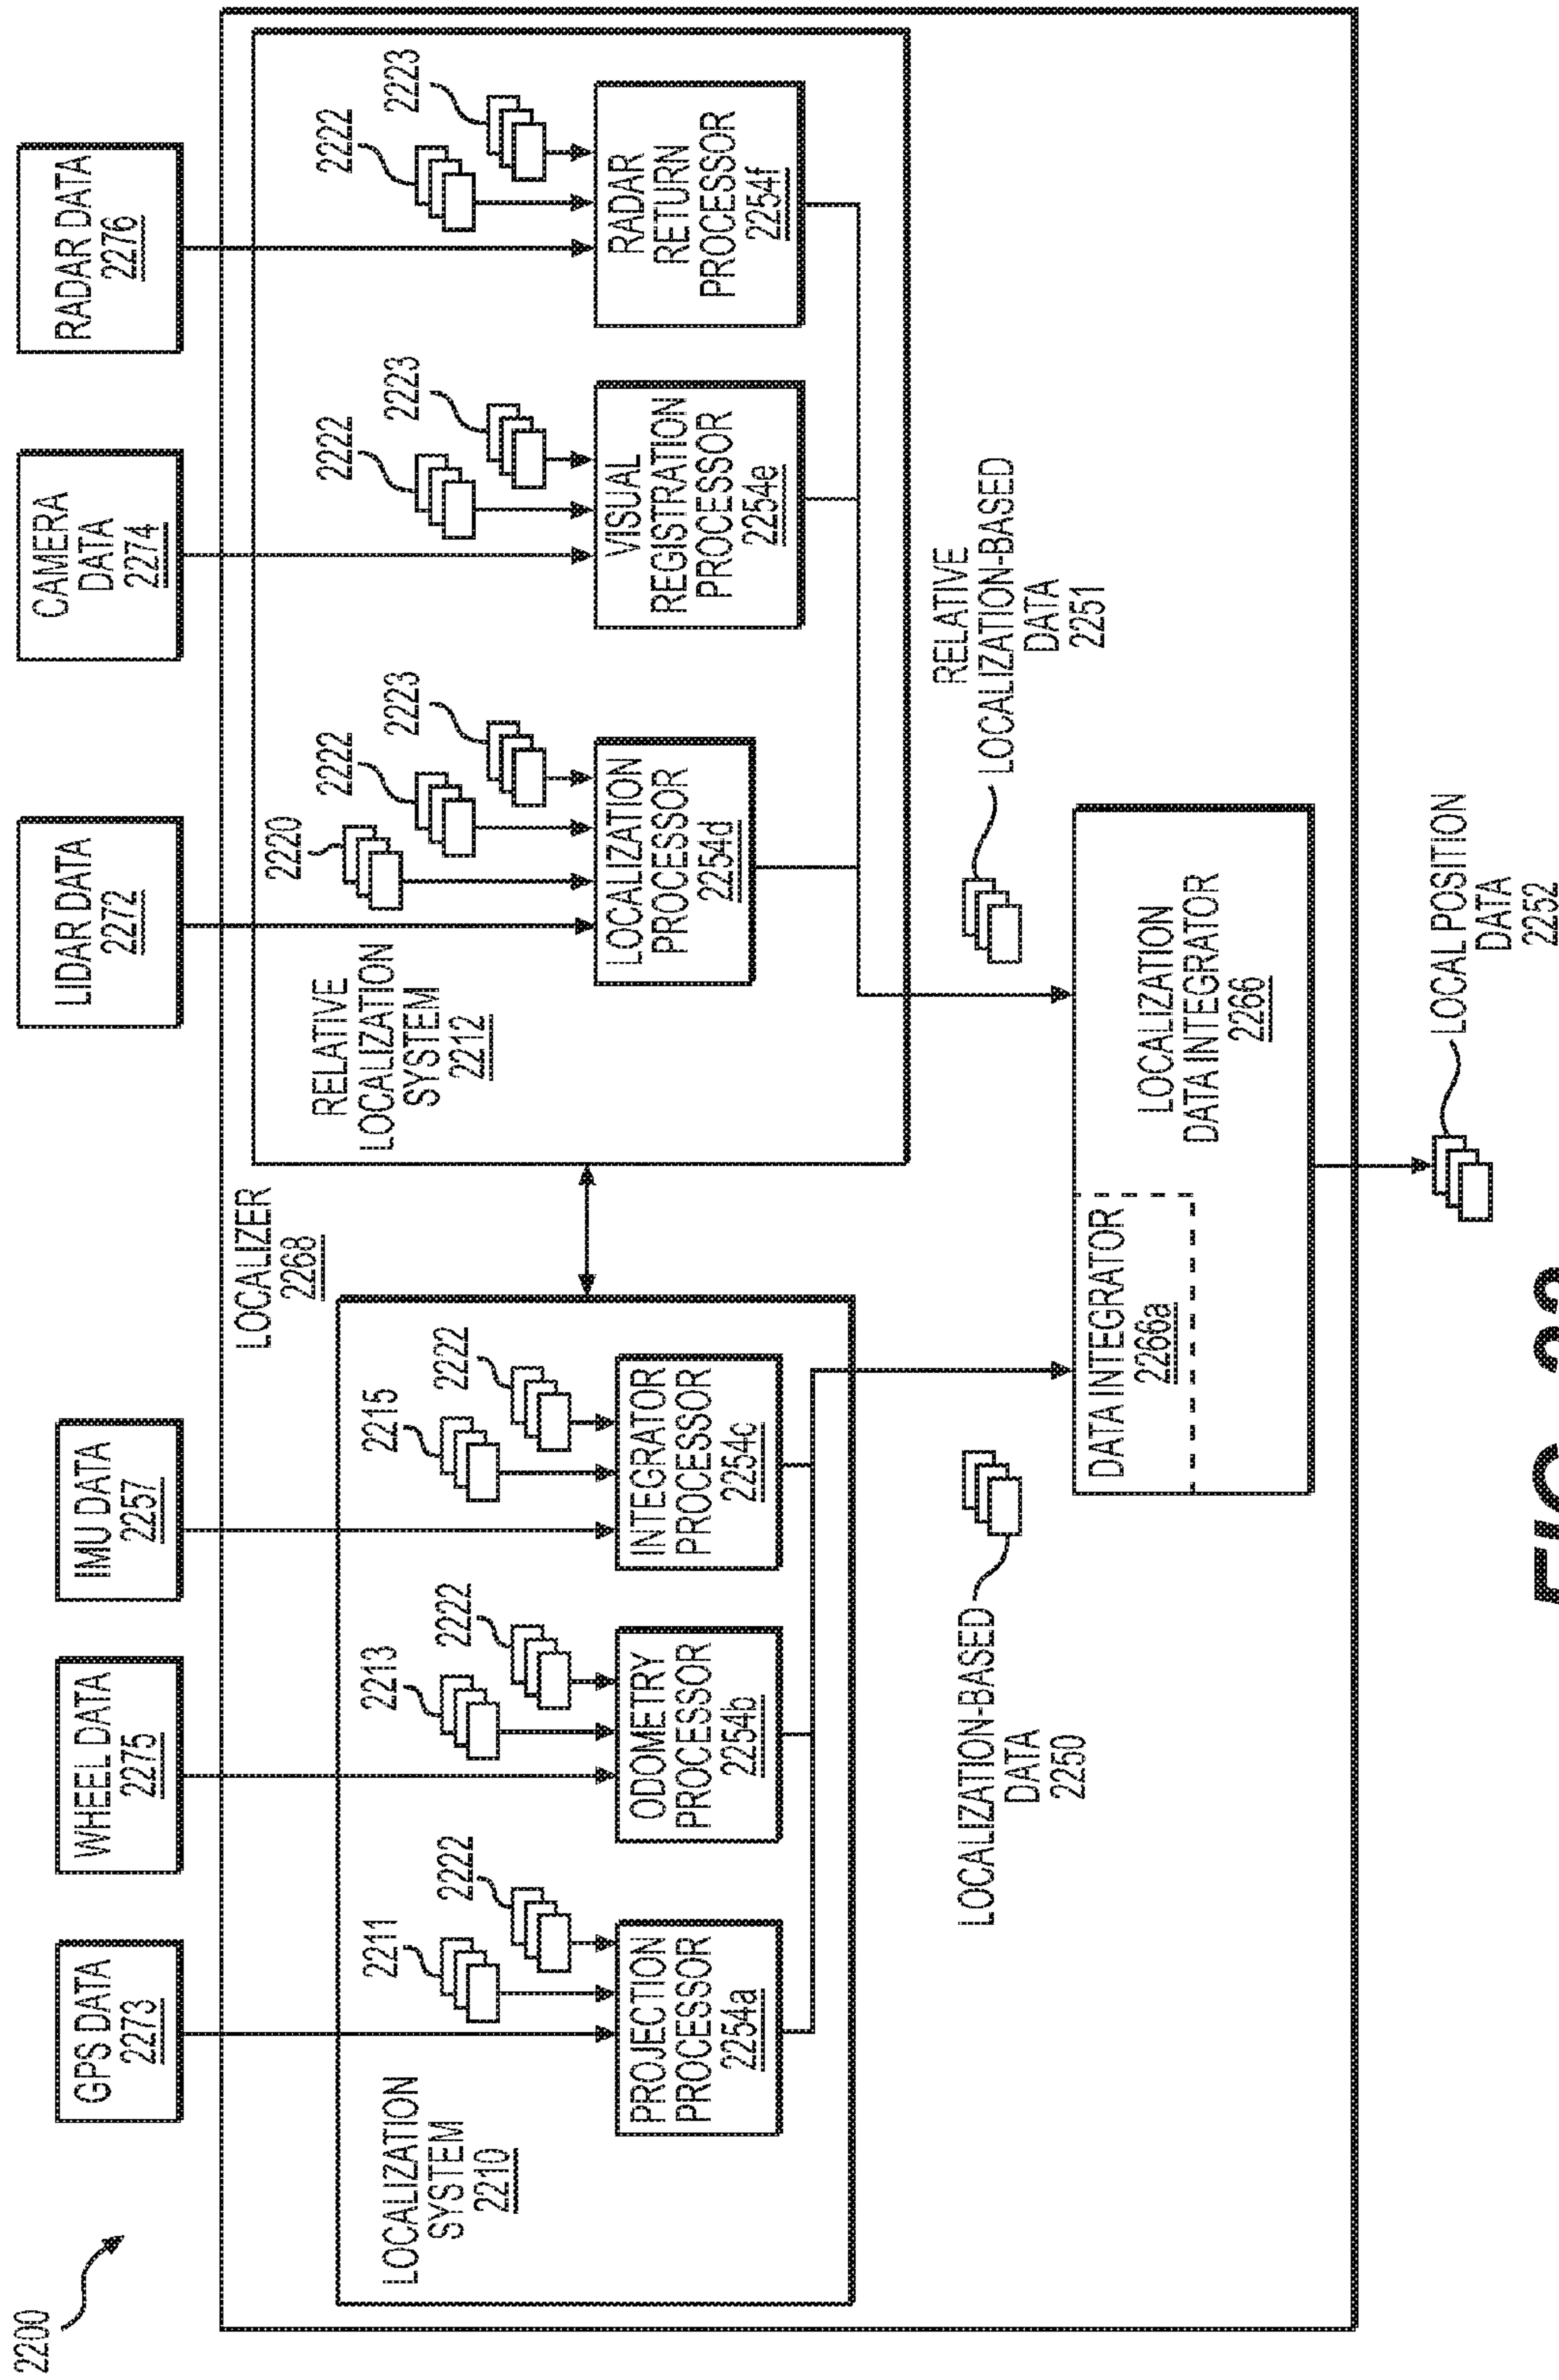 2200
GPS DATA
2273
WHEEL DATA
2275
IMU DATA
2257
LIDAR DATA
2272
CAMERA
DATA
2274
RADAR DATA
2276
LOCALIZER
2268
LOCALIZATION
SYSTEM
2210
2211
2222
2213
2222
2215
2222
PROJECTION
PROCESSOR
2254a
ODOMETRY
PROCESSOR
2254b
INTEGRATOR
PROCESSOR
2254c
RELATIVE
LOCALIZATION
SYSTEM
2212
2220
2222
2223
2222
2223
2222
2223
LOCALIZATION
PROCESSOR
2254d
VISUAL
REGISTRATION
PROCESSOR
2254e
RADAR
RETURN
PROCESSOR
2254f
LOCALIZATION-BASED
DATA
2250
RELATIVE
LOCALIZATION-BASED
DATA
2251
DATA INTEGRATOR
2266a
LOCALIZATION
DATA INTEGRATOR
2266
LOCAL POSITION
DATA
2252